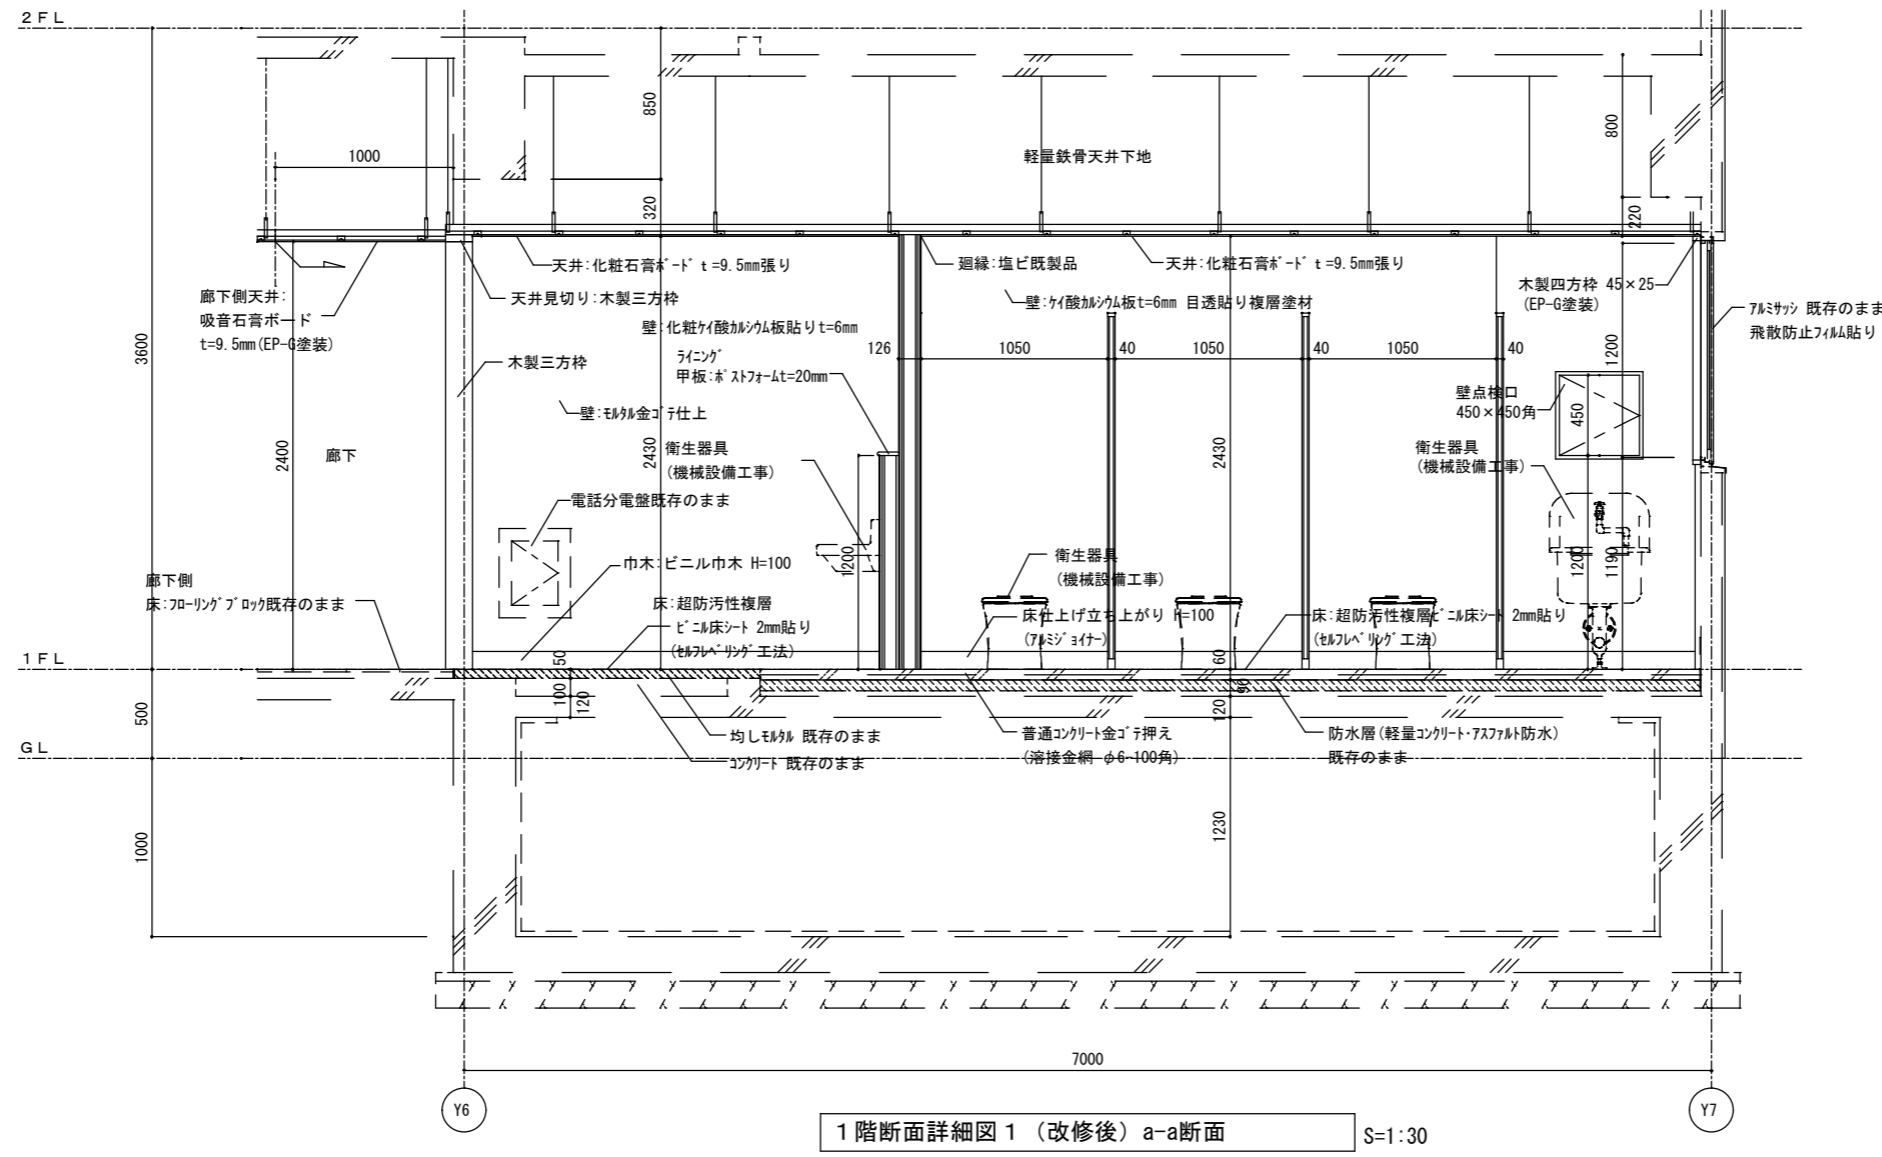 2FL
850
800
1000
軽量鉄骨天井下地
320
220
天井:化粧石膏ﾎﾞｰﾄﾞ t=9.5mm張り
廻縁:塩ビ既製品
天井:化粧石膏ﾎﾞｰﾄﾞ t=9.5mm張り
廊下側天井:
吸音石膏ボード
t=9.5mm(EP-G塗装)
天井見切り:木製三方枠
壁:ｹｲ酸ｶﾙｼｳﾑ板t=6mm 目透貼り複層塗材
木製四方枠 45×25
(EP-G塗装)
ｱﾙﾐｻｯｼ 既存のまま
飛散防止ﾌｨﾙﾑ貼り
壁:化粧ｹｲ酸ｶﾙｼｳﾑ板貼りt=6mm
3600
126
1050
40
1050
40
1050
40
1200
木製三方枠
ﾗｲﾆﾝｸﾞ
甲板:ﾎﾟｽﾄﾌｫｰﾑt=20mm
壁点検口
450×450角
450
壁:ﾓﾙﾀﾙ金ｺﾞﾃ仕上
2400
廊下
2430
2430
衛生器具
(機械設備工事)
衛生器具
(機械設備工事)
電話分電盤既存のまま
1200
1200
1190
巾木:ビニル巾木 H=100
衛生器具
(機械設備工事)
廊下側
床:ﾌﾛｰﾘﾝｸﾞﾌﾞﾛｯｸ既存のまま
床:超防汚性複層
ﾋﾞﾆﾙ床ｼｰﾄ 2mm貼り
(ｾﾙﾌﾚﾍﾞﾘﾝｸﾞ工法)
床仕上げ立ち上がり H=100
(ｱﾙﾐｼﾞｮｲﾅｰ)
床:超防汚性複層ﾋﾞﾆﾙ床ｼｰﾄ 2mm貼り
(ｾﾙﾌﾚﾍﾞﾘﾝｸﾞ工法)
1FL
50
60
100
120
90
120
500
均しﾓﾙﾀﾙ 既存のまま
ｺﾝｸﾘｰﾄ 既存のまま
普通ｺﾝｸﾘｰﾄ金ｺﾞﾃ押え
(溶接金網 φ6-100角)
防水層(軽量ｺﾝｸﾘｰﾄ･ｱｽﾌｧﾙﾄ防水)
既存のまま
GL
1000
1230
7000
Y6
Y7
1階断面詳細図1 (改修後) a-a断面
S=1:30